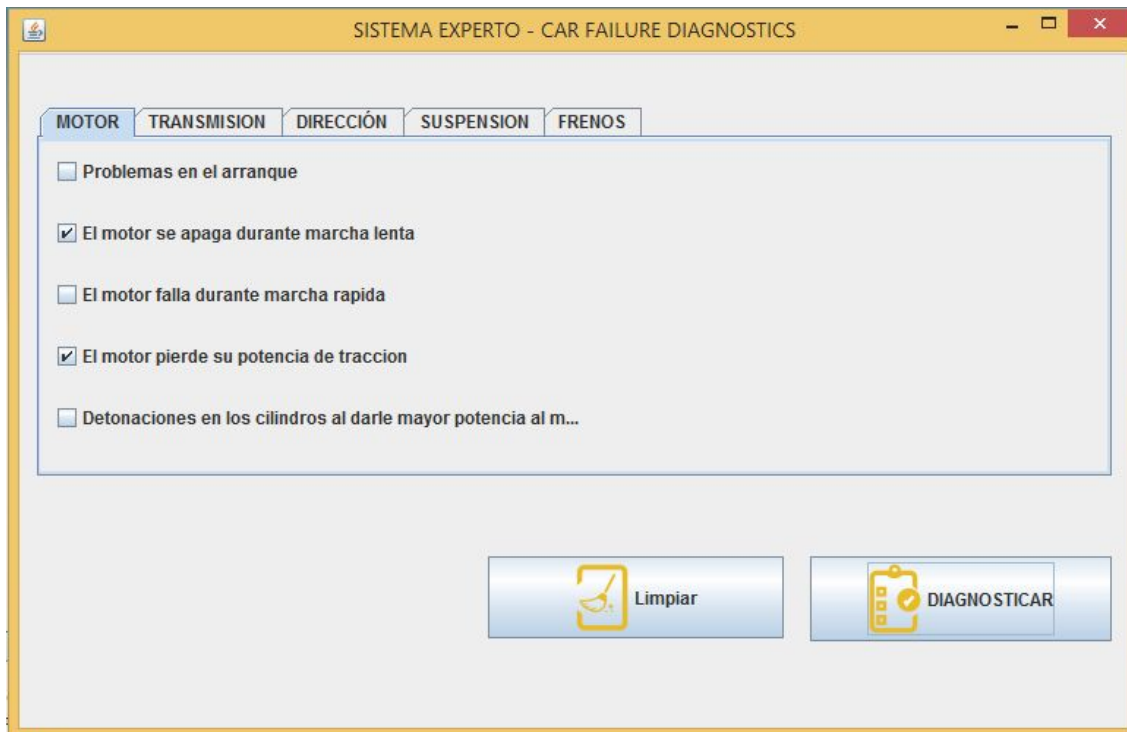 SISTEMA EXPERTO - CAR FAILURE DIAGNOSTICS
MOTOR TRANSMISION DIRECCIÓN SUSPENSION FRENOS
Problemas en el arranque
El motor se apaga durante marcha lenta
El motor falla durante marcha rapida
El motor pierde su potencia de traccion
Detonaciones en los cilindros al darle mayor potencia al m...
Limpiar DIAGNOSTICAR